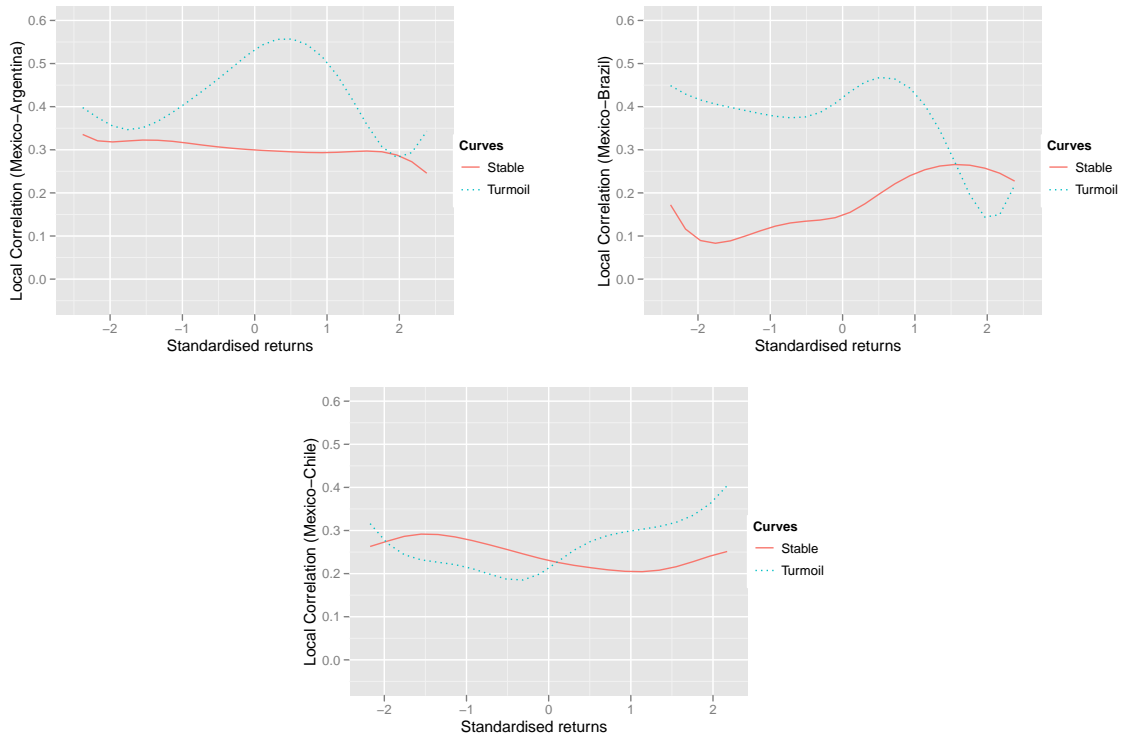 0.6
0.5
0.4
0.3
0.2
0.1
0.0
Local Correlation (Mexico−Argentina)
−2 −1 0 1 2
Standardised returns
Curves
Stable
Turmoil
0.6
0.5
0.4
0.3
0.2
0.1
0.0
Local Correlation (Mexico−Brazil)
−2 −1 0 1 2
Standardised returns
Curves
Stable
Turmoil
0.6
0.5
0.4
0.3
0.2
0.1
0.0
Local Correlation (Mexico−Chile)
−2 −1 0 1 2
Standardised returns
Curves
Stable
Turmoil